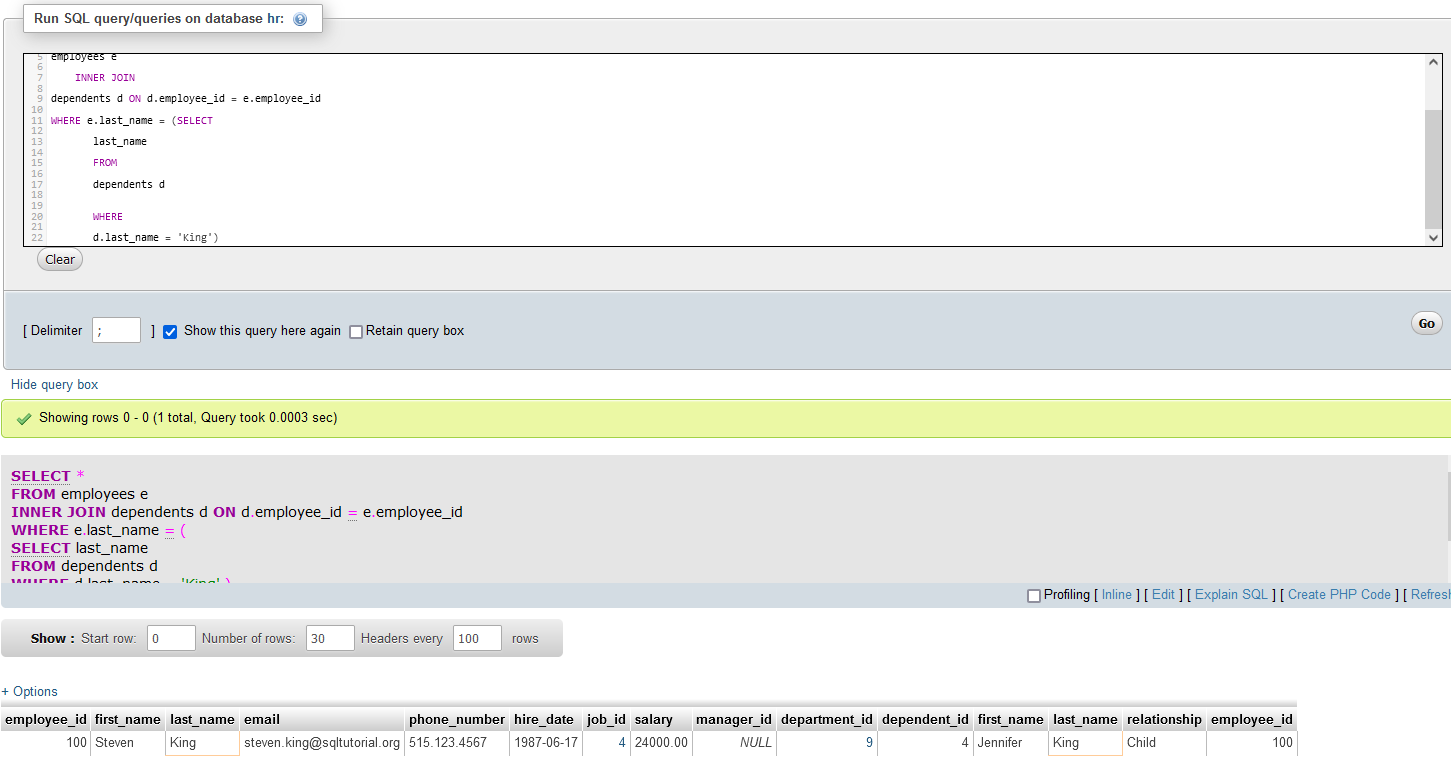 Run SQL query/queries on database hr:
5 employees e
6
7 INNER JOIN
8
9 dependents d ON d.employee_id = e.employee_id
10
11 WHERE e.last_name = (SELECT
12
13 last_name
14
15 FROM
16
17 dependents d
18
19
20 WHERE
21
22 d.last_name = 'King')
Clear
[ Delimiter ; ] Show this query here again Retain query box
Go
Hide query box
Showing rows 0 - 0 (1 total, Query took 0.0003 sec)
SELECT *
FROM employees e
INNER JOIN dependents d ON d.employee_id = e.employee_id
WHERE e.last_name = (
SELECT last_name
FROM dependents d
WHERE d.last_name = 'King' )
Profiling [ Inline ] [ Edit ] [ Explain SQL ] [ Create PHP Code ] [ Refresh
Show : Start row: 0 Number of rows: 30 Headers every 100 rows
+ Options
employee_id first_name last_name email phone_number hire_date job_id salary manager_id department_id dependent_id first_name last_name relationship employee_id
100 Steven King steven.king@sqltutorial.org 515.123.4567 1987-06-17 4 24000.00 NULL 9 4 Jennifer King Child 100